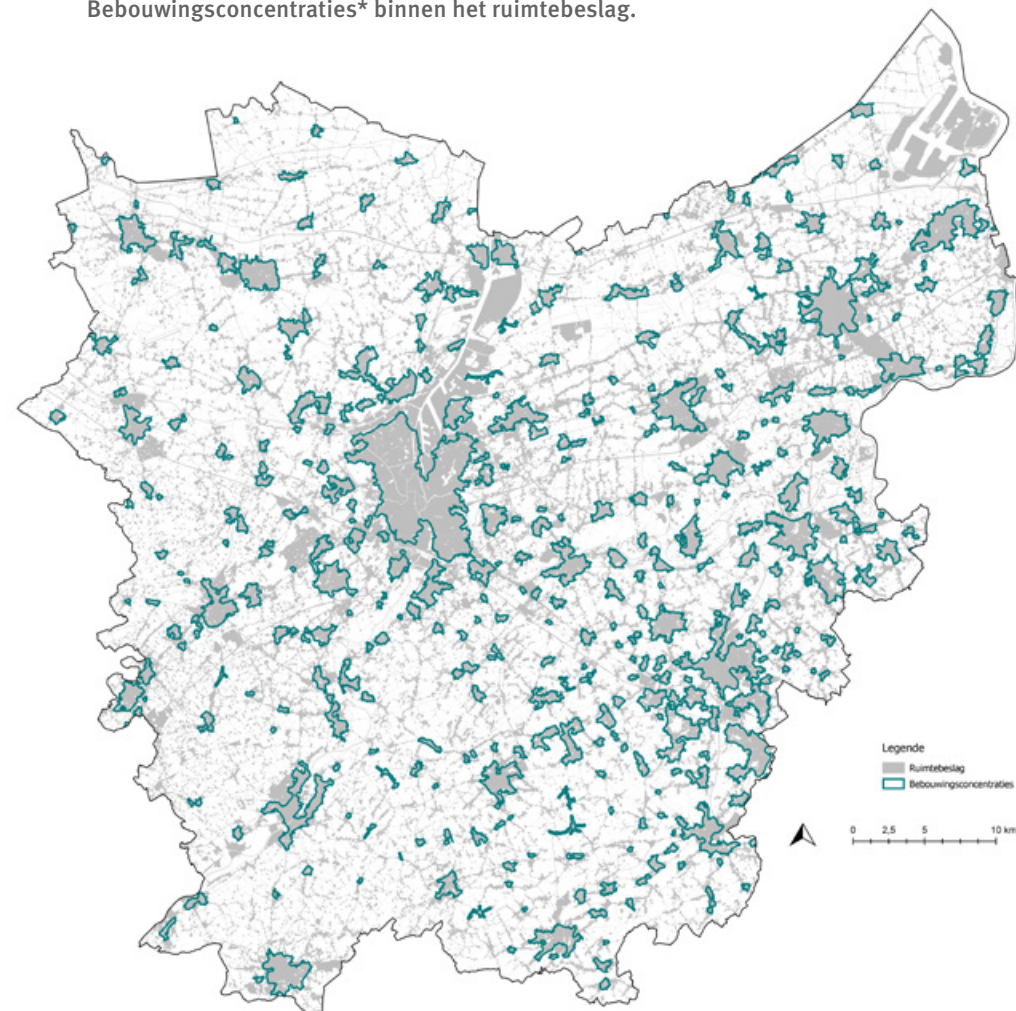 Bebouwingsconcentraties* binnen het ruimtebeslag.
Legende
Ruimtebeslag
Bebouwingsconcentraties
0 2,5 5 10 km